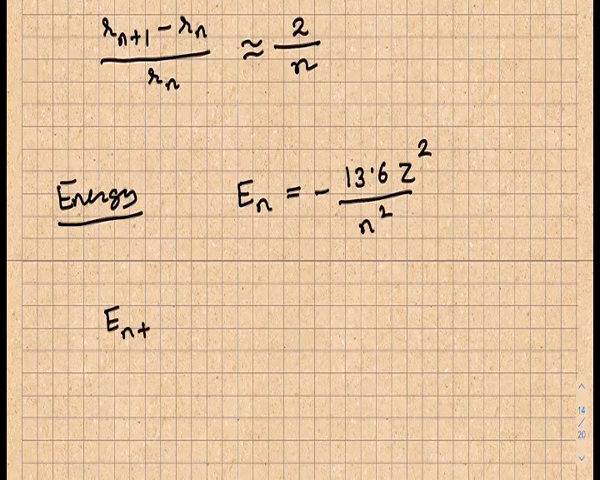 r_{n+1} - r_n / r_n ≈ 2 / n
Energy E_n = - 13.6 Z^2 / n^2
E_{n+
14
/
20